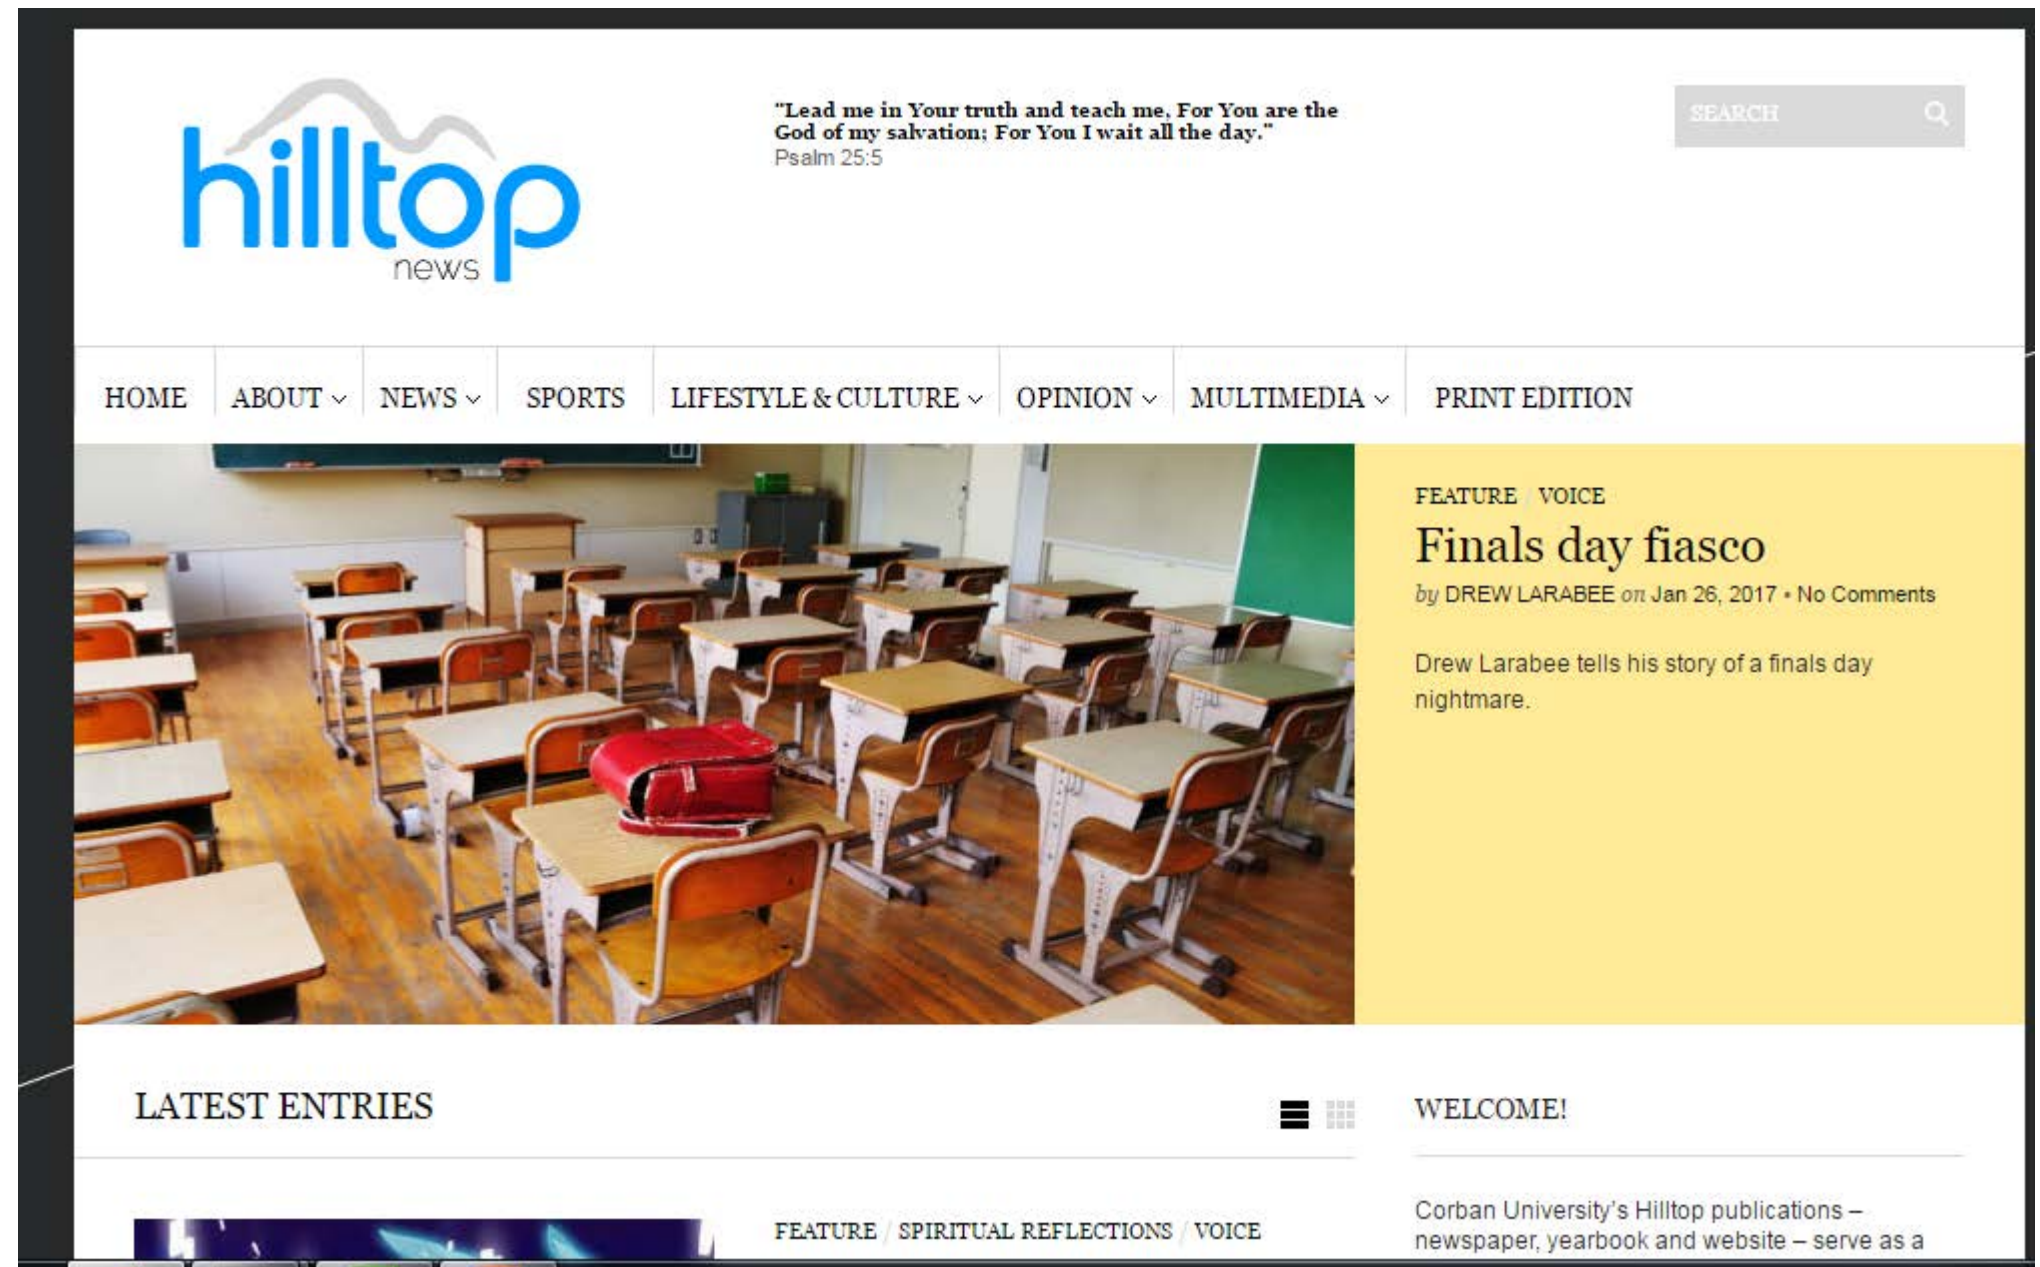 hilltop
news
"Lead me in Your truth and teach me, For You are the
God of my salvation; For You I wait all the day."
Psalm 25:5
SEARCH
HOME ABOUT NEWS SPORTS LIFESTYLE & CULTURE OPINION MULTIMEDIA PRINT EDITION
FEATURE / VOICE
Finals day fiasco
by DREW LARABEE on Jan 26, 2017 • No Comments
Drew Larabee tells his story of a finals day
nightmare.
LATEST ENTRIES
FEATURE / SPIRITUAL REFLECTIONS / VOICE
WELCOME!
Corban University's Hilltop publications –
newspaper, yearbook and website – serve as a